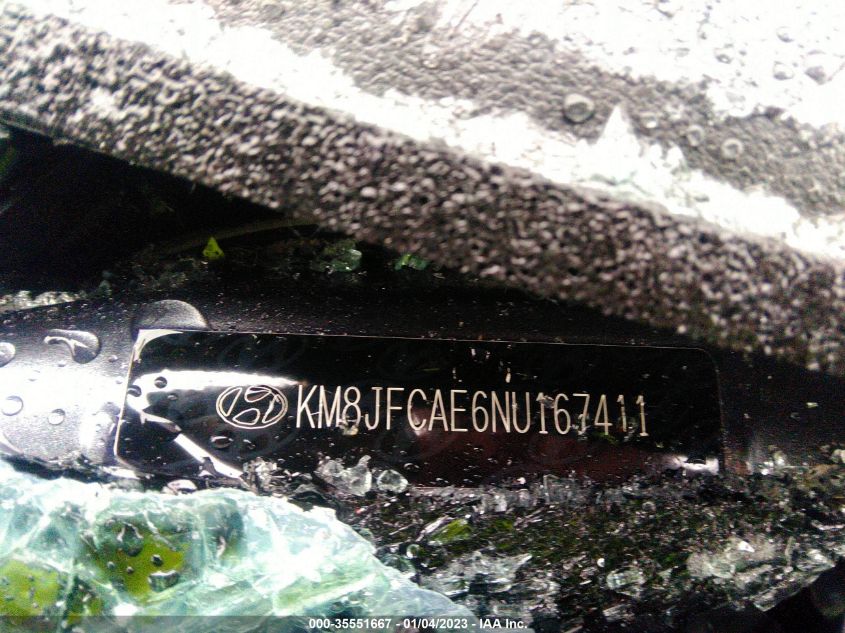 KM8JFCAE6NU167411
000-35551667 - 01/04/2023 - IAA Inc.